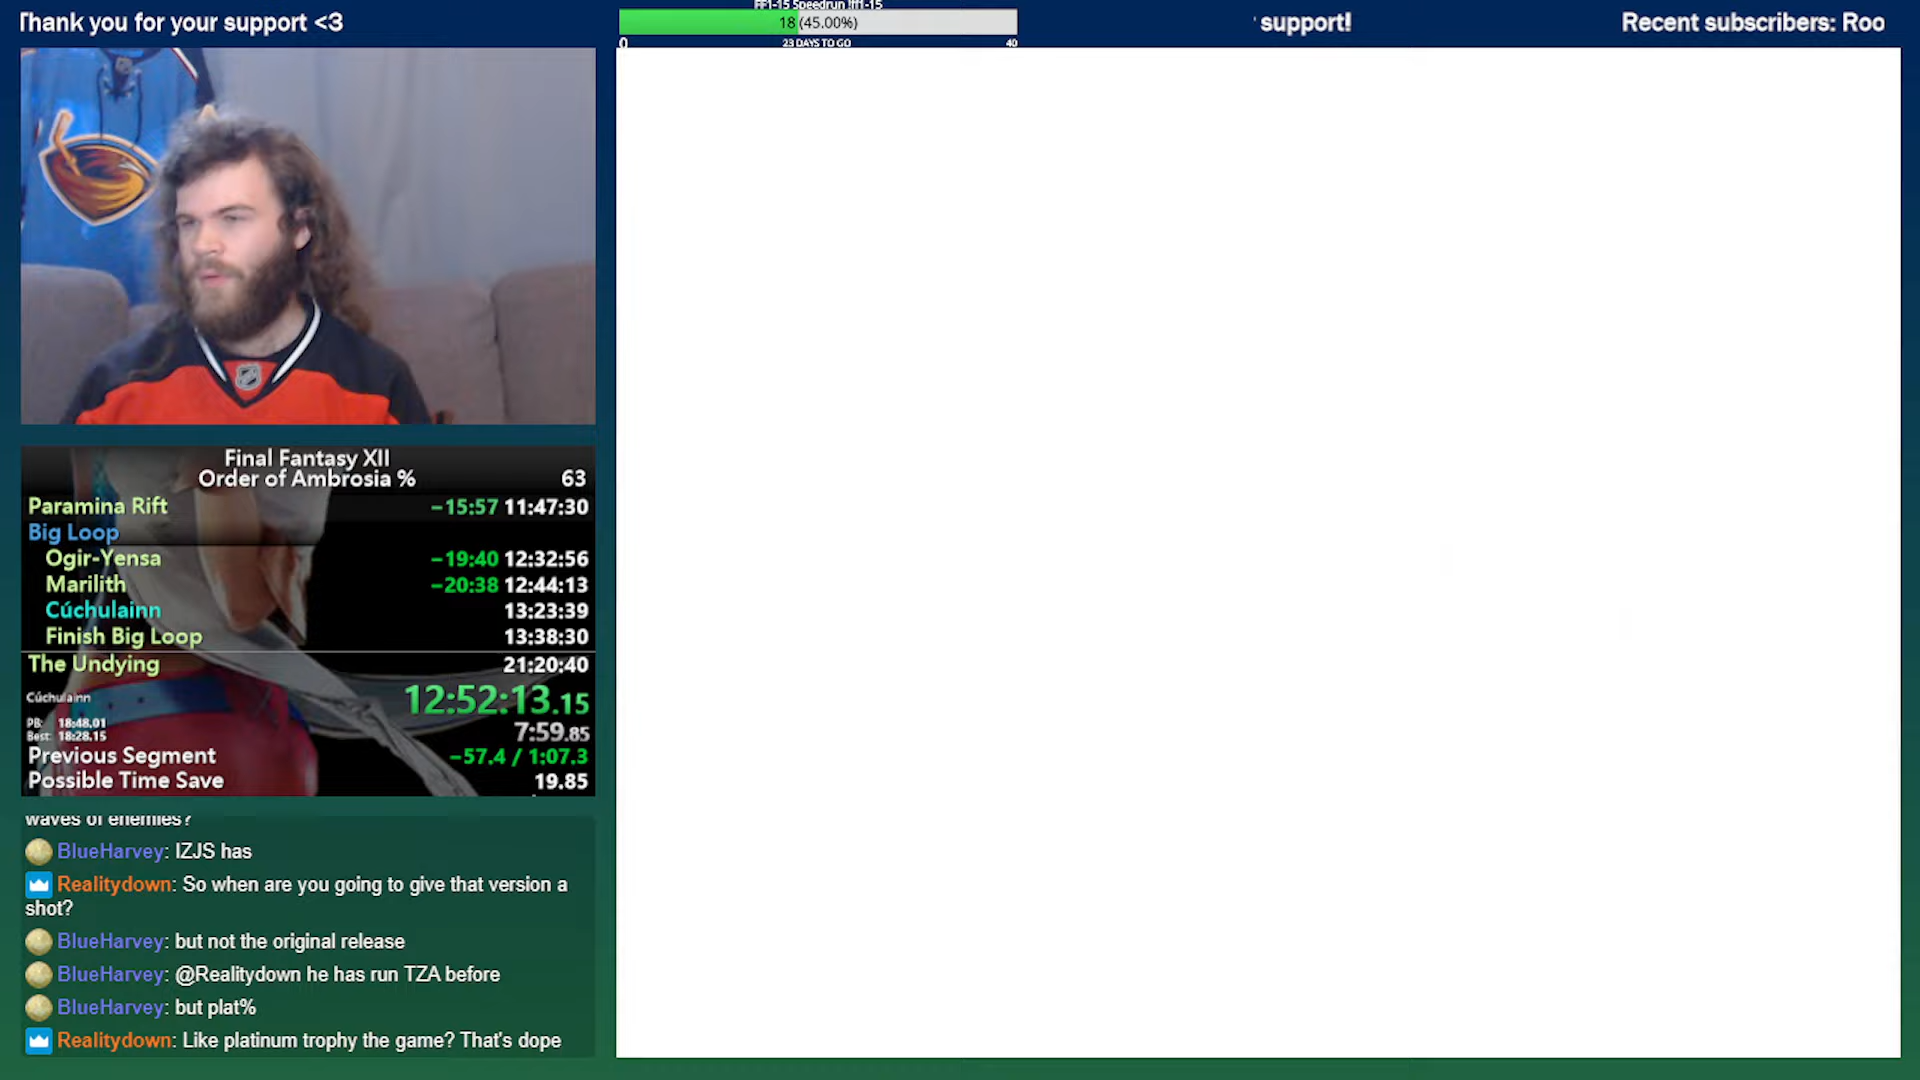 Thank you for your support <3
FF1-15 Speedrun !ff1-15
18 (45.00%)
0
23 DAYS TO GO
40
support!
Recent subscribers: Roo
Final Fantasy XII
Order of Ambrosia %
63
Paramina Rift −15:57 11:47:30
Big Loop
Ogir-Yensa −19:40 12:32:56
Marilith −20:38 12:44:13
Cúchulainn 13:23:39
Finish Big Loop 13:38:30
The Undying 21:20:40
Cúchulainn
12:52:13.15
PB: 18:48.01
Best: 18:28.15
7:59.85
Previous Segment −57.4 / 1:07.3
Possible Time Save 19.85
waves of enemies?
BlueHarvey: IZJS has
Realitydown: So when are you going to give that version a
shot?
BlueHarvey: but not the original release
BlueHarvey: @Realitydown he has run TZA before
BlueHarvey: but plat%
Realitydown: Like platinum trophy the game? That's dope